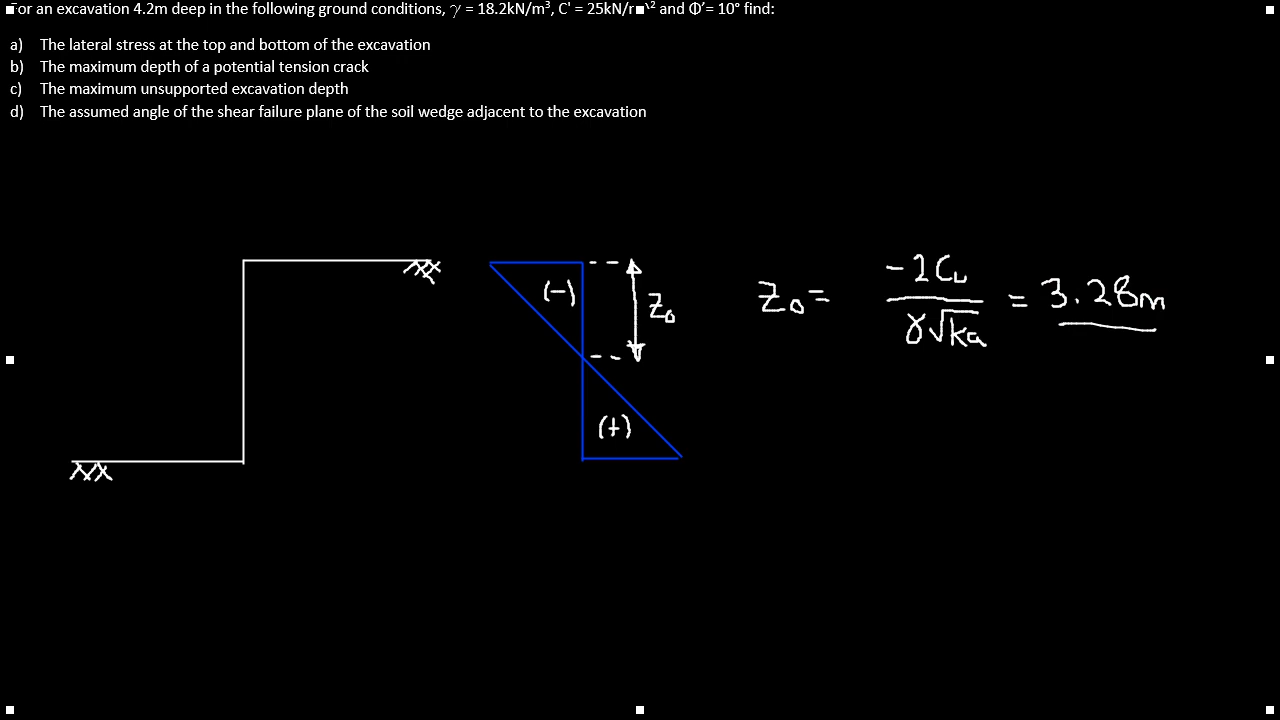 For an excavation 4.2m deep in the following ground conditions, γ = 18.2kN/m³, C' = 25kN/m^2 and Φ'= 10° find:
a) The lateral stress at the top and bottom of the excavation
b) The maximum depth of a potential tension crack
c) The maximum unsupported excavation depth
d) The assumed angle of the shear failure plane of the soil wedge adjacent to the excavation
(-)
Z₀
(+)
Z₀ = -2Cu / γ√ka = 3.28m